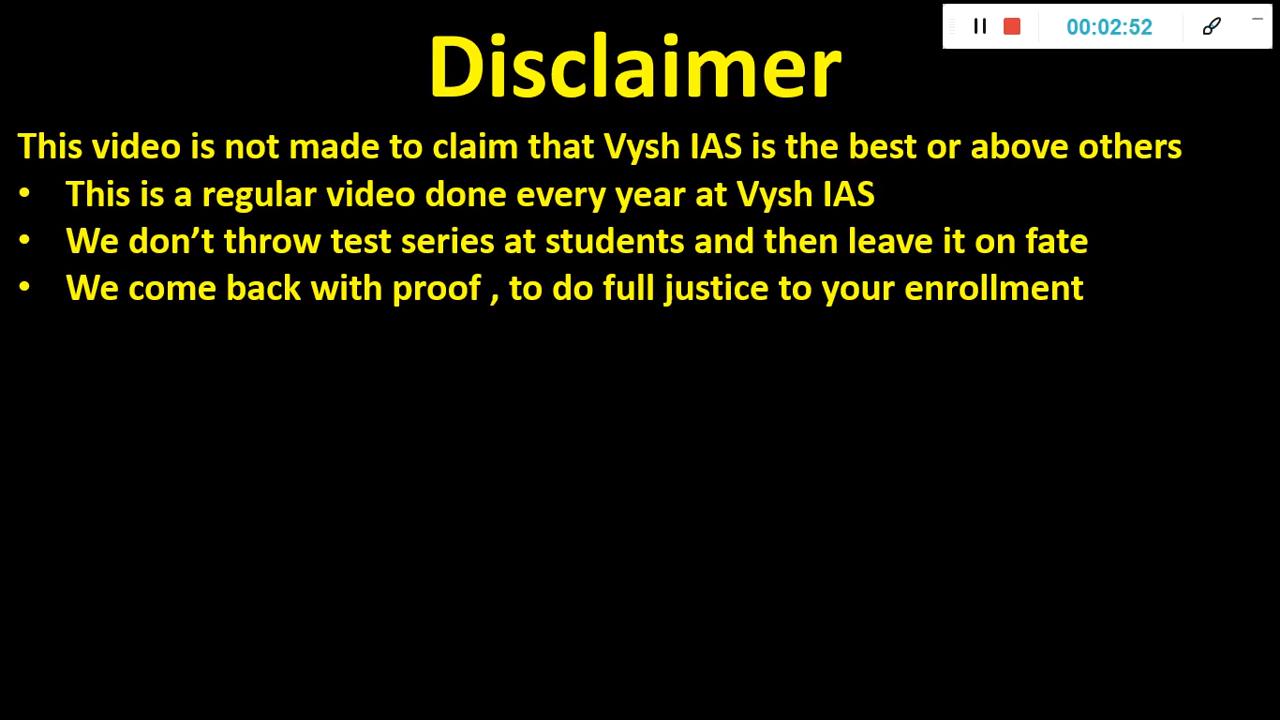 00:02:52
Disclaimer
This video is not made to claim that Vysh IAS is the best or above others
• This is a regular video done every year at Vysh IAS
• We don’t throw test series at students and then leave it on fate
• We come back with proof , to do full justice to your enrollment